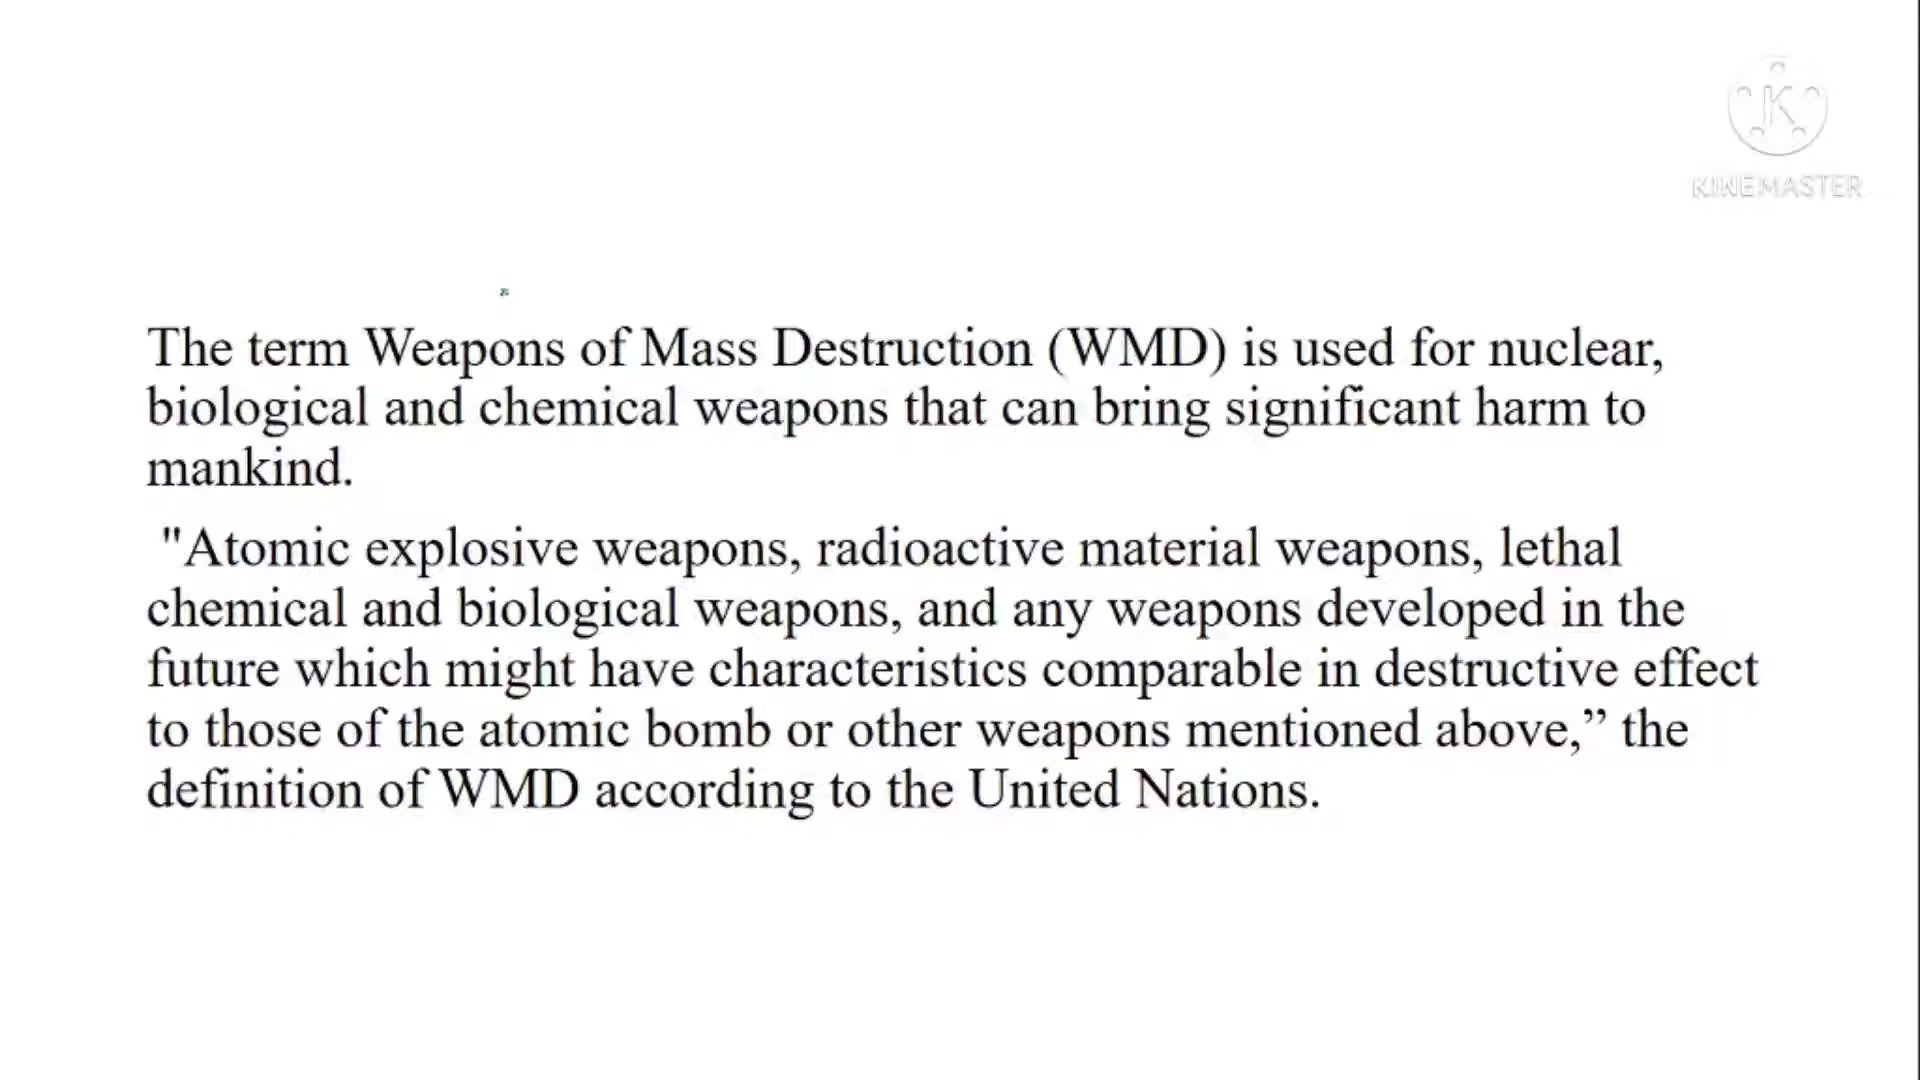 KINEMASTER
The term Weapons of Mass Destruction (WMD) is used for nuclear,
biological and chemical weapons that can bring significant harm to
mankind.
"Atomic explosive weapons, radioactive material weapons, lethal
chemical and biological weapons, and any weapons developed in the
future which might have characteristics comparable in destructive effect
to those of the atomic bomb or other weapons mentioned above,” the
definition of WMD according to the United Nations.